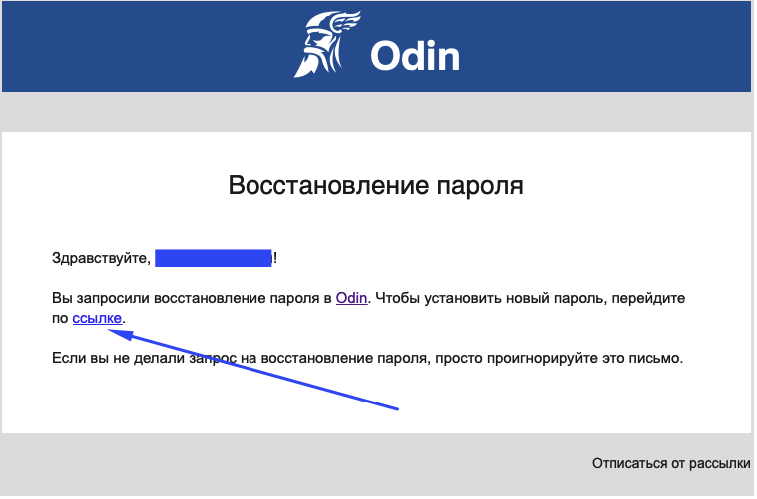 Odin
Восстановление пароля
Здравствуйте, !
Вы запросили восстановление пароля в Odin. Чтобы установить новый пароль, перейдите
по ссылке.
Если вы не делали запрос на восстановление пароля, просто проигнорируйте это письмо.
Отписаться от рассылки